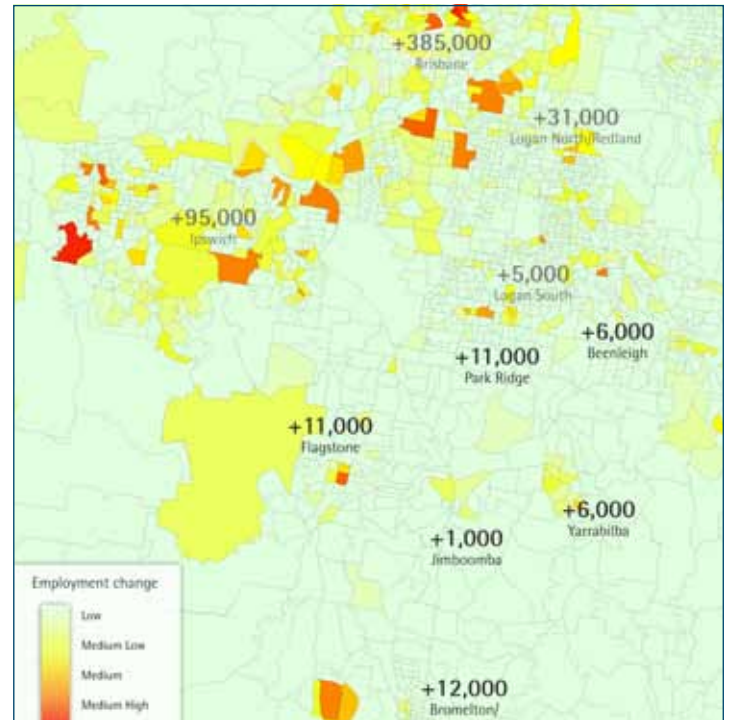 +385,000
Brisbane
+31,000
Logan North/Redland
+95,000
Ipswich
+5,000
Logan South
+6,000
Beenleigh
+11,000
Park Ridge
+11,000
Flagstone
+6,000
Yarrabilba
+1,000
Jimboomba
Employment change
Low
Medium Low
Medium
Medium High
+12,000
Bromelton/